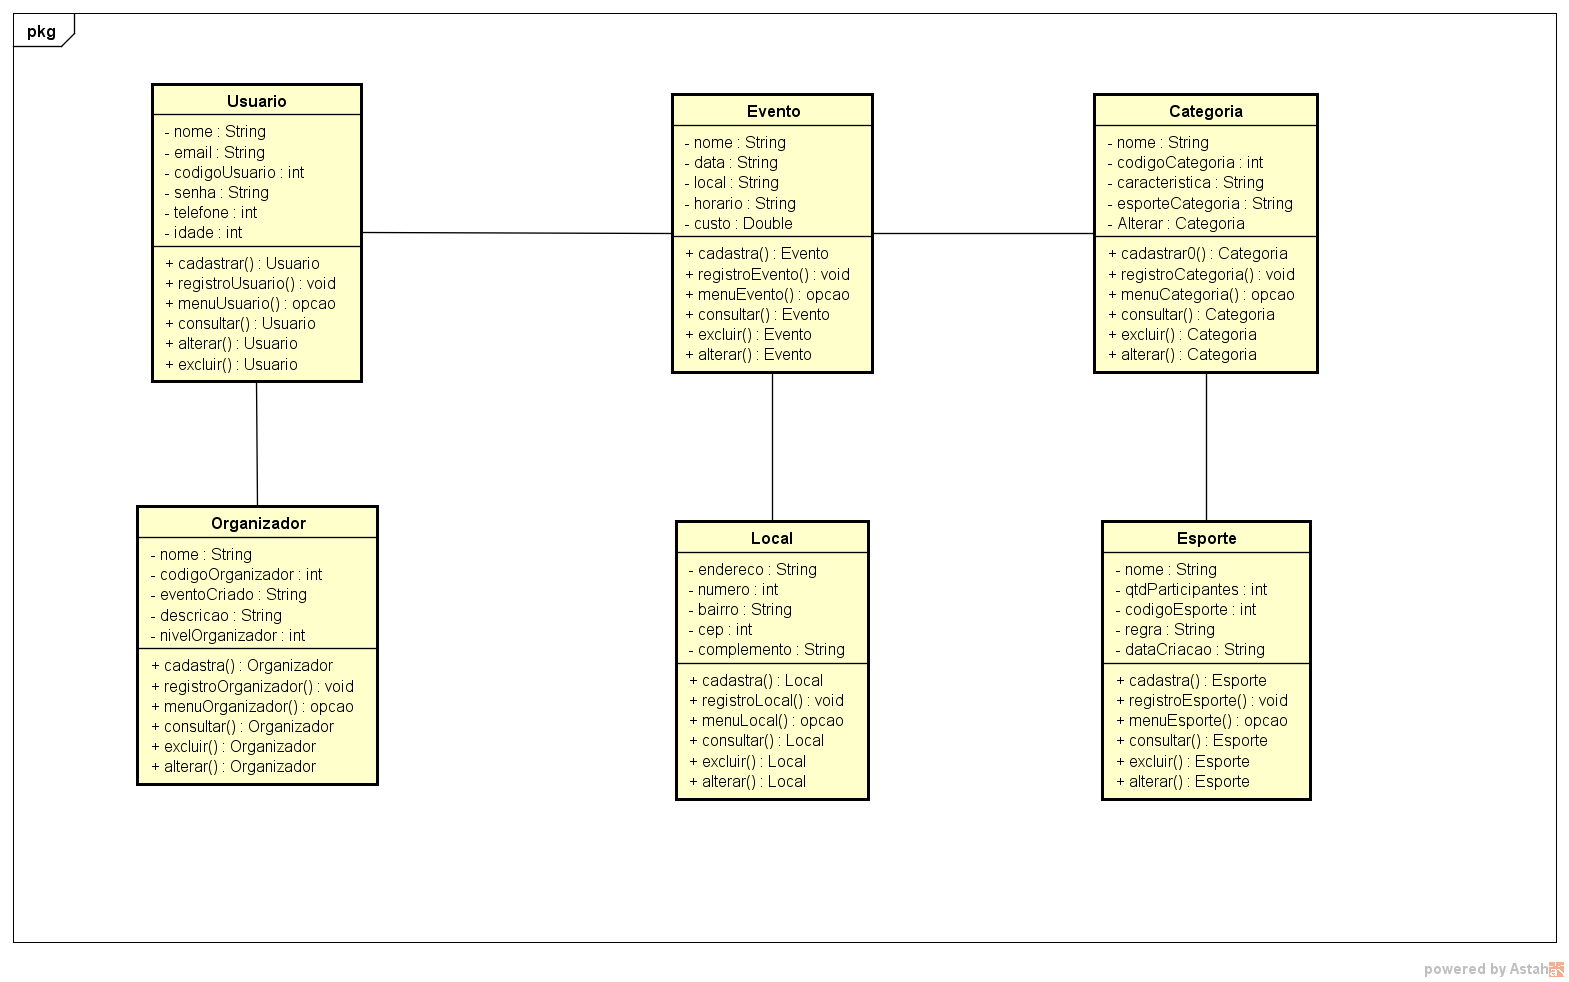 pkg
Usuario
- nome : String
- email : String
- codigoUsuario : int
- senha : String
- telefone : int
- idade : int
+ cadastrar() : Usuario
+ registroUsuario() : void
+ menuUsuario() : opcao
+ consultar() : Usuario
+ alterar() : Usuario
+ excluir() : Usuario
Evento
- nome : String
- data : String
- local : String
- horario : String
- custo : Double
+ cadastra() : Evento
+ registroEvento() : void
+ menuEvento() : opcao
+ consultar() : Evento
+ excluir() : Evento
+ alterar() : Evento
Categoria
- nome : String
- codigoCategoria : int
- caracteristica : String
- esporteCategoria : String
- Alterar : Categoria
+ cadastrar0() : Categoria
+ registroCategoria() : void
+ menuCategoria() : opcao
+ consultar() : Categoria
+ excluir() : Categoria
+ alterar() : Categoria
Organizador
- nome : String
- codigoOrganizador : int
- eventoCriado : String
- descricao : String
- nivelOrganizador : int
+ cadastra() : Organizador
+ registroOrganizador() : void
+ menuOrganizador() : opcao
+ consultar() : Organizador
+ excluir() : Organizador
+ alterar() : Organizador
Local
- endereco : String
- numero : int
- bairro : String
- cep : int
- complemento : String
+ cadastra() : Local
+ registroLocal() : void
+ menuLocal() : opcao
+ consultar() : Local
+ excluir() : Local
+ alterar() : Local
Esporte
- nome : String
- qtdParticipantes : int
- codigoEsporte : int
- regra : String
- dataCriacao : String
+ cadastra() : Esporte
+ registroEsporte() : void
+ menuEsporte() : opcao
+ consultar() : Esporte
+ excluir() : Esporte
+ alterar() : Esporte
powered by Astah